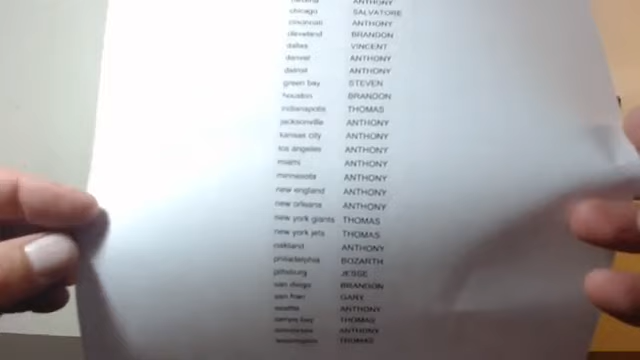 ANTHONY
chicago SALVATORE
cincinnati ANTHONY
cleveland BRANDON
dallas VINCENT
denver ANTHONY
detroit ANTHONY
green bay STEVEN
houston BRANDON
indianapolis THOMAS
jacksonville ANTHONY
kansas city ANTHONY
los angeles ANTHONY
miami ANTHONY
minnesota ANTHONY
new england ANTHONY
new orleans ANTHONY
new york giants THOMAS
new york jets THOMAS
oakland ANTHONY
philadelphia BOZARTH
pittsburg JESSE
san diego BRANDON
san fran GARY
seattle ANTHONY
tampa bay THOMAS
tennessee ANTHONY
washington THOMAS